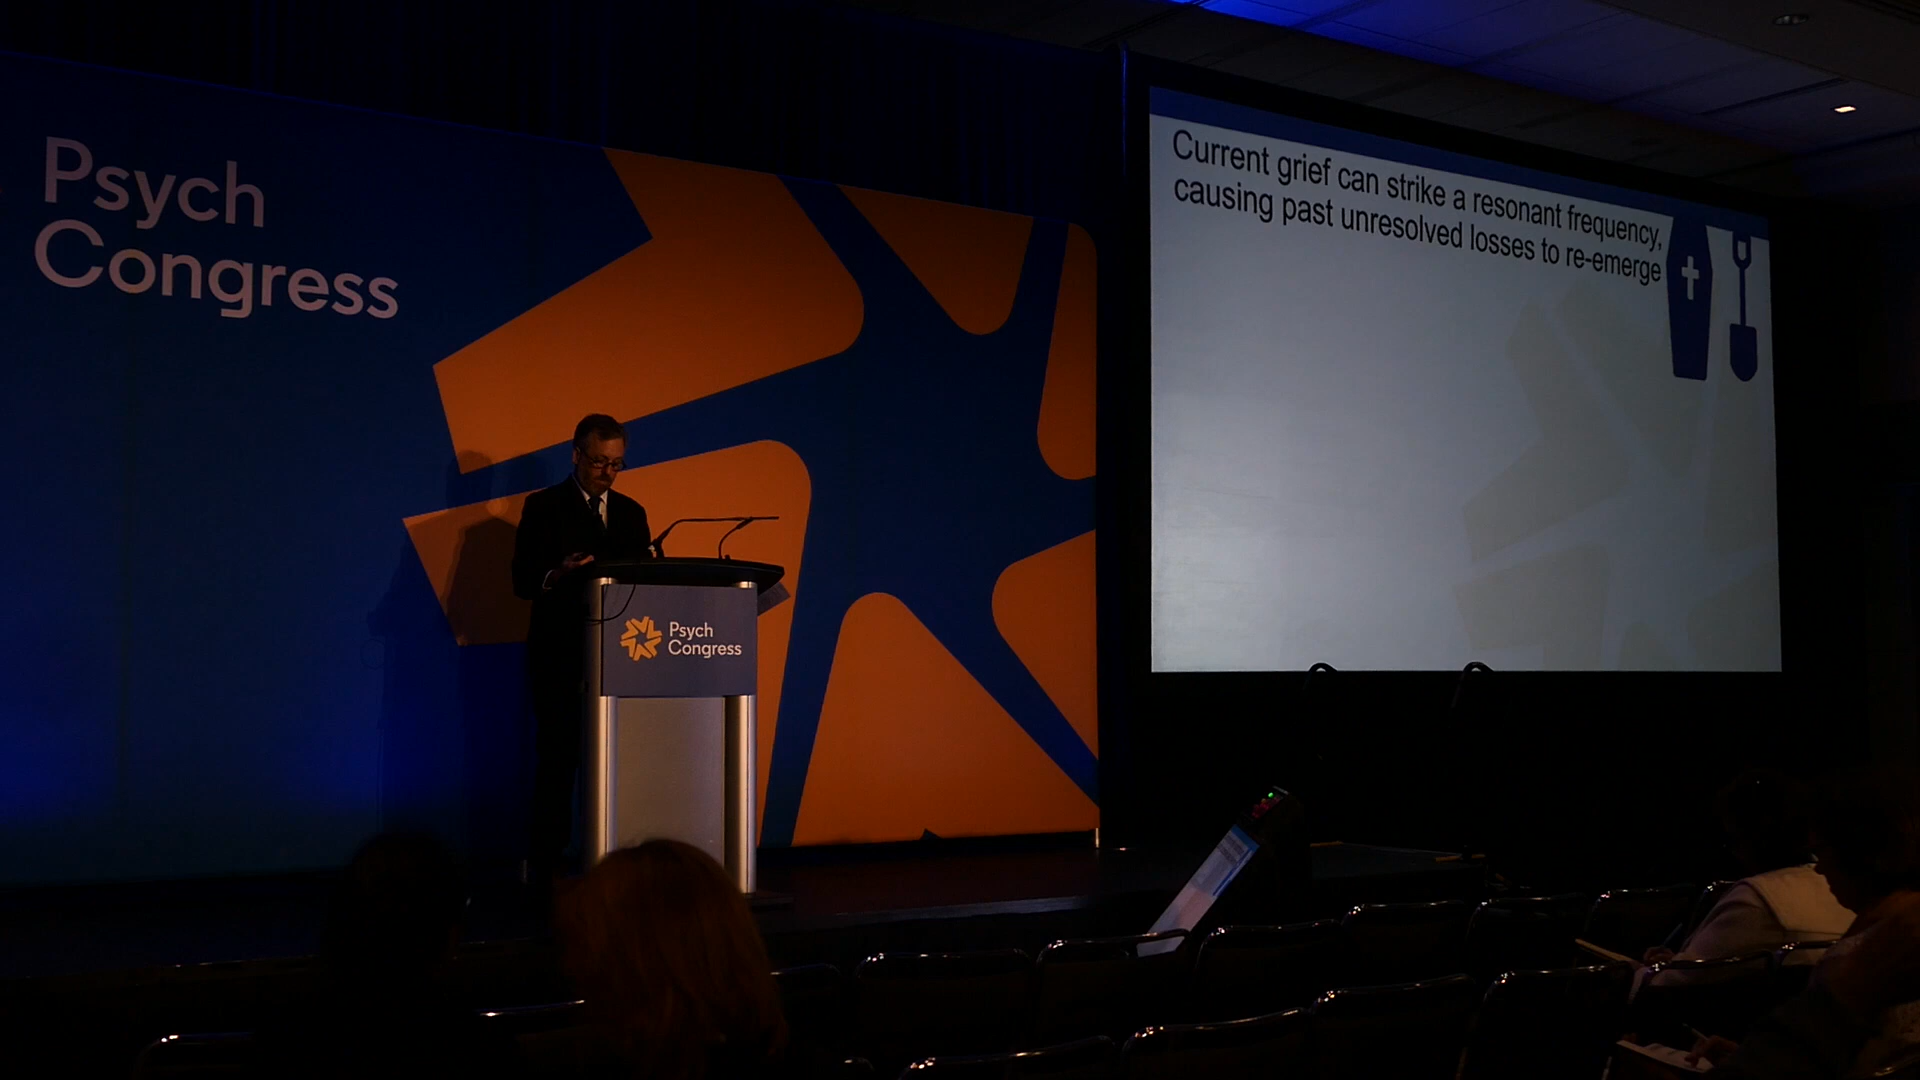 Psych
Congress
Current grief can strike a resonant frequency,
causing past unresolved losses to re-emerge
Psych
Congress